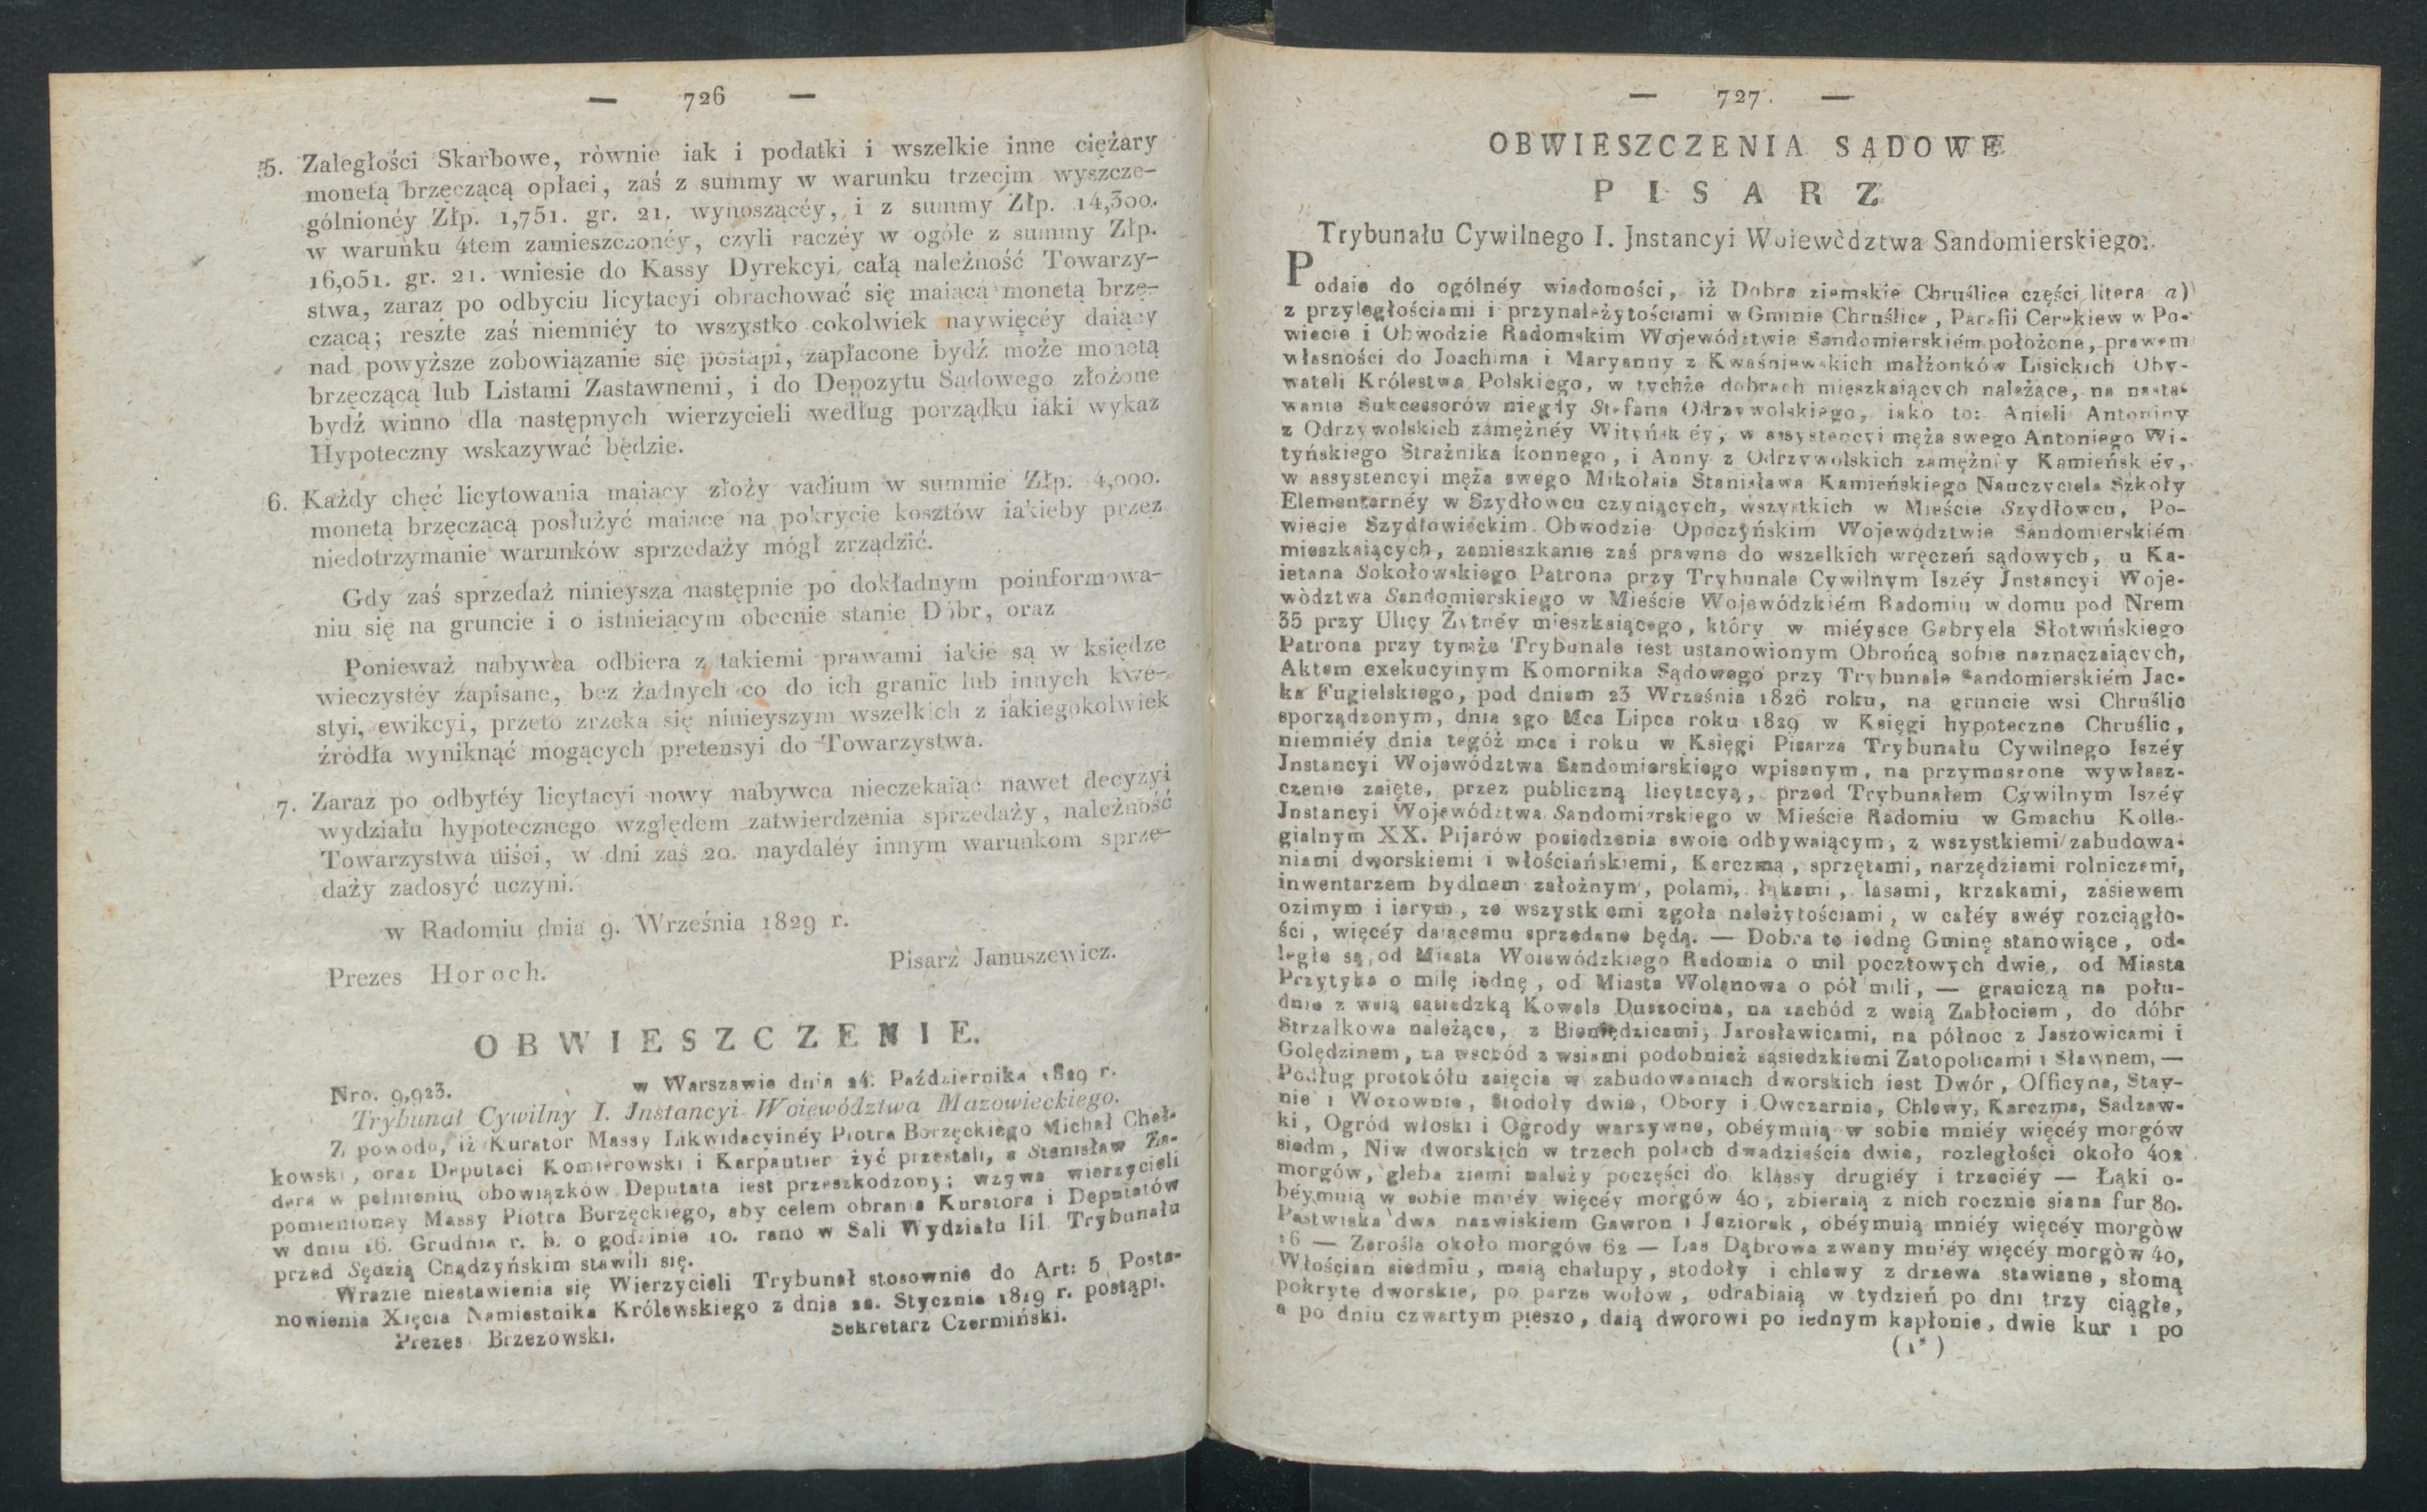 — 726 —
5. Zaległości Skarbowe, równie iak i podatki i wszelkie inne ciężary
monetą brzęczącą opłaci, zaś z summy w warunku trzecim wyszcze-
gólnionéy Złp. 1,751. gr. 21. wynoszącéy, i z summy Złp. 14,300.
w warunku 4tem zamieszczonéy, czyli raczéy w ogóle z summy Złp.
16,051. gr. 21. wniesie do Kassy Dyrekcyi całą należność Towarzy-
stwa, zaraz po odbyciu licytacyi obrachować się maiącą monetą brzę-
czącą; reszte zaś niemniéy to wszystko cokolwiek naywięcéy daiący
nad powyższe zobowiązanie się postąpi, zapłacone bydź może monetą
brzęczącą lub Listami Zastawnemi, i do Depozytu Sądowego złożone
bydź winno dla następnych wierzycieli według porządku iaki wykaz
Hypoteczny wskazywać będzie.
6. Każdy chęć licytowania maiący złoży vadium w summie Złp. 4,000.
monetą brzęczącą posłużyć maiące na pokrycie kosztów iakieby przez
niedotrzymanie warunków sprzedaży mógł zrządzić.
Gdy zaś sprzedaż ninieysza następnie po dokładnym poinformowa-
niu się na gruncie i o istnieiącym obecnie stanie Dóbr, oraz
Ponieważ nabywca odbiera z takiemi prawami iakie są w księdze
wieczystéy zapisane, bez żadnych co do ich granic lub innych kwe-
styi, ewikcyi, przeto zrzeka się ninieyszym wszelkich z iakiegokolwiek
źródła wyniknąć mogących pretensyi do Towarzystwa.
7. Zaraz po odbytéy licytacyi nowy nabywca nieczekaiąc nawet decyzyi
wydziału hypotecznego względem zatwierdzenia sprzedaży, należność
Towarzystwa uiści, w dni zaś 20. naydaléy innym warunkom sprze-
daży zadosyć uczyni.
w Radomiu dnia 9. Września 1829 r.
Prezes Horoch. Pisarz Januszewicz.
OBWIESZCZENIE.
Nro. 9,923. w Warszawie dnia 24. Października 1829 r.
Trybunał Cywilny I. Jnstancyi Woiewództwa Mazowieckiego.
Z powodu, iż Kurator Massy Likwidacyinéy Piotra Borzęckiego Michał Cheł-
kowski, oraz Deputaci Komierowski i Karpautier żyć przestali, a Stanisław Za-
dera w pełnieniu obowiązków Deputata iest przeszkodzony; wzywa wierzycieli
pomienionéy Massy Piotra Borzęckiego, aby celem obrania Kuratora i Deputatów
w dniu 16. Grudnia r. b. o godzinie 10. rano w Sali Wydziału III. Trybunału
przed Sędzią Chądzyńskim stawili się.
Wrazie niestawienia się Wierzycieli Trybunał stosownie do Art: 5 Posta-
nowienia Xięcia Namiestnika Królewskiego z dnia Stycznia 1819 r. postąpi.
Prezes Brzezowski. Sekretarz Czermiński.
— 727. —
OBWIESZCZENIA SĄDOWE
PISARZ
Trybunału Cywilnego I. Jnstancyi Woiewództwa Sandomierskiego.
Podaie do ogólnéy wiadomości, iż Dobra ziemskie Chruślice części litera a)
z przyległościami i przynależytościami w Gminie Chruślice, Parafii Cerekiew w Po-
wiecie i Obwodzie Radomskim Województwie Sandomierskiém położone, prawem
własności do Joachima i Maryanny z Kwaśniewskich małżonków Lisickich Oby-
wateli Królestwa Polskiego, w tychże dobrach mięszkaiących należące, na nasta-
wanie Sukcessorów niegdy Stefana Odrzywolskiego, iako to: Anieli Antoniny
z Odrzywolskich zámężnéy Wityńskéy, w assystencyi męża swego Antoniego Wi-
tyńskiego Strażnika konnego, i Anny z Odrzywolskich zamężnéy Kamieńskéy,
w assystencyi męża swego Mikołaia Stanisława Kamieńskiego Nauczyciela Szkoły
Elementarnéy w Szydłowcu czyniących, wszystkich w Mieście Szydłowcu, Po-
wiecie Szydłowieckim Obwodzie Opoczyńskim Województwie Sandomierskiém
mieszkaiących, zamieszkanie zaś prawne do wszelkich wręczeń sądowych, u Ka-
ietana Sokołowskiego Patrona przy Trybunale Cywilnym Iszéy Jnstancyi Woje-
wództwa Sandomierskiego w Mieście Wojewódzkiém Radomiu w domu pod Nrem
35 przy Ulicy Żytnéy mieszkaiącego, który w miéysce Gabryela Słotwińskiego
Patrona przy tymże Trybunale iest ustanowionym Obrońcą sobie naznaczaiących,
Aktem exekucyinym Komornika Sądowego przy Trybunale Sandomierskiém Jac-
ka Fugielskiego, pod dniem 23 Września 1826 roku, na gruncie wsi Chruślic
sporządzonym, dnia 2go Mca Lipca roku 1829 w Księgi hypoteczne Chruślic,
niemniéy dnia tegóż mca i roku w Księgi Pisarza Trybunału Cywilnego Iszéy
Jnstancyi Województwa Sandomierskiego wpisanym, na przymuszone wywłasz-
czenie zaięte, przez publiczną licytacyą, przed Trybunałem Cywilnym Iszéy
Jnstancyi Województwa Sandomierskiego w Mieście Radomiu w Gmachu Kolle-
gialnym XX. Pijarów posiedzenia swoie odbywaiącym, z wszystkiemi zabudowa-
niami dworskiemi i włościańskiemi, Karczmą, sprzętami, narzędziami rolniczemi,
inwentarzem bydlnem założnym, polami, łąkami, lasami, krzakami, zasiewem
ozimym i iarym, ze wszystkiemi zgoła należytościami, w całéy swéy rozciągło-
ści, więcéy daiącemu sprzedane będą. — Dobra te iednę Gminę stanowiące, od-
ległe są od Miasta Woiewódzkiego Radomia o mil pocztowych dwie, od Miasta
Przytyka o milę iednę, od Miasta Wolanowa o pół mili, — graniczą na połu-
dnie z wsią sąsiedzką Kowala Duszocina, na zachód z wsią Zabłociem, do dóbr
Strzałkowa należące, z Bieniędzicami, Jarosławicami, na północ z Jaszowicami i
Golędzinem, na wschód z wsiami podobnież sąsiedzkiemi Zatopolicami i Sławnem, —
Podług protokółu zaięcia w zabudowaniach dworskich iest Dwór, Officyna, Stay-
nie i Wozownie, Stodoły dwie, Obory i Owczarnia, Chlewy, Karczma, Sadzaw-
ki, Ogród włoski i Ogrody warzywne, obéymuią w sobie mniéy więcéy morgów
siedm, Niw dworskich w trzech polach dwadzieścia dwie, rozległości około 402
morgów, gleba ziemi należy poczęści do klassy drugiéy i trzeciéy — Łąki o-
béymuią w sobie mniéy więcéy morgów 40, zbieraią z nich rocznie siana fur 80.
Pastwiska dwa nazwiskiem Gawron i Jeziorek, obéymuią mniéy więcéy morgòw
16 — Zarośla około morgów 62 — Las Dąbrowa zwany mniéy więcéy morgòw 40,
Włościan siedmiu, maią chałupy, stodoły i chlewy z drzewa stawiane, słomą
pokryte dworskie, po parze wołów, odrabiaią w tydzień po dni trzy ciągłe,
a po dniu czwartym pieszo, daią dworowi po iednym kapłonie, dwie kur i po
(1*)